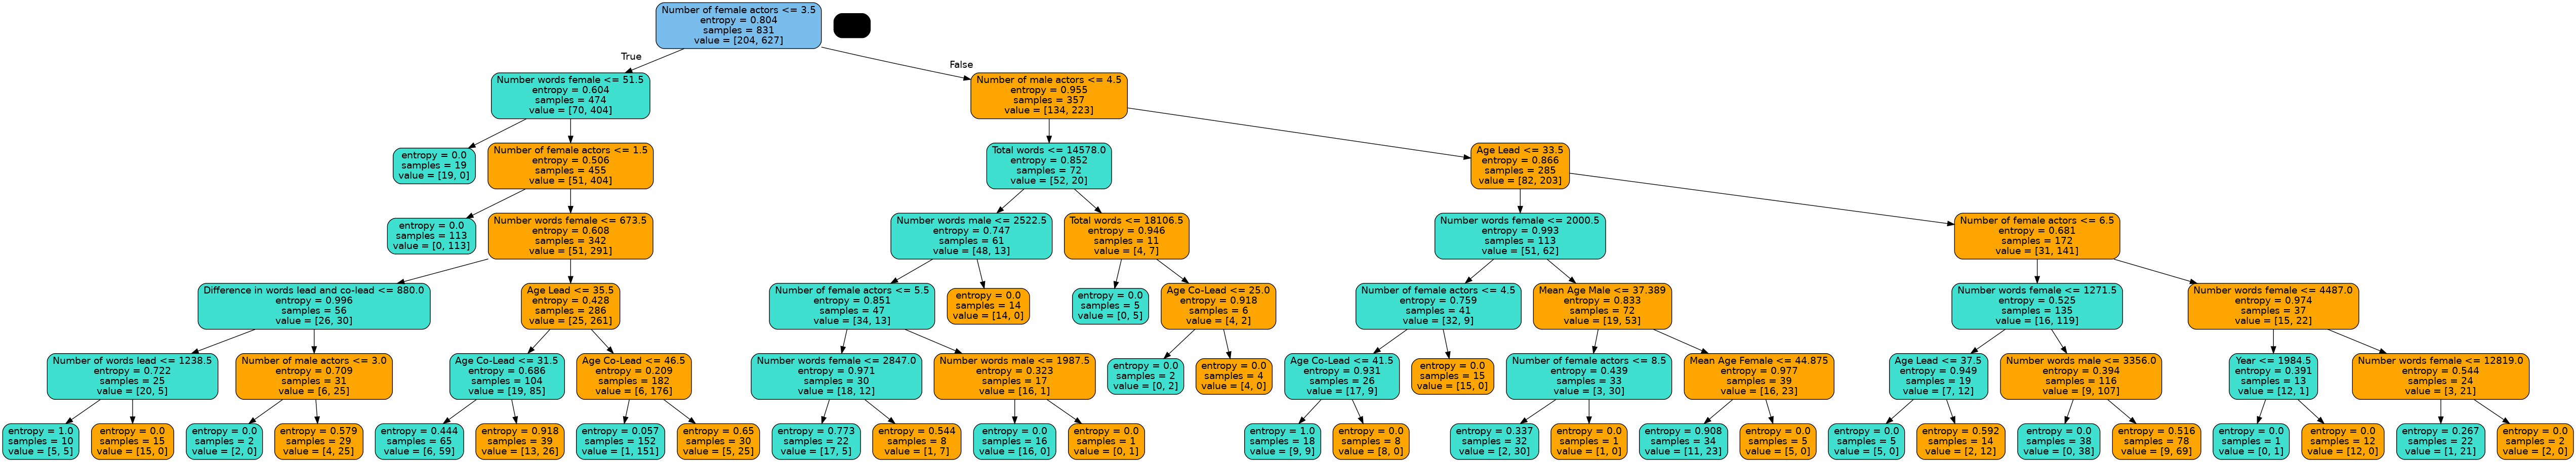 Number of female actors <= 3.5
entropy = 0.804
samples = 831
value = [204, 627]
True
False
Number words female <= 51.5
entropy = 0.604
samples = 474
value = [70, 404]
Number of male actors <= 4.5
entropy = 0.955
samples = 357
value = [134, 223]
entropy = 0.0
samples = 19
value = [19, 0]
Number of female actors <= 1.5
entropy = 0.506
samples = 455
value = [51, 404]
Total words <= 14578.0
entropy = 0.852
samples = 72
value = [52, 20]
Age Lead <= 33.5
entropy = 0.866
samples = 285
value = [82, 203]
entropy = 0.0
samples = 113
value = [0, 113]
Number words female <= 673.5
entropy = 0.608
samples = 342
value = [51, 291]
Number words male <= 2522.5
entropy = 0.747
samples = 61
value = [48, 13]
Total words <= 18106.5
entropy = 0.946
samples = 11
value = [4, 7]
Number words female <= 2000.5
entropy = 0.993
samples = 113
value = [51, 62]
Number of female actors <= 6.5
entropy = 0.681
samples = 172
value = [31, 141]
Difference in words lead and co-lead <= 880.0
entropy = 0.996
samples = 56
value = [26, 30]
Age Lead <= 35.5
entropy = 0.428
samples = 286
value = [25, 261]
Number of female actors <= 5.5
entropy = 0.851
samples = 47
value = [34, 13]
entropy = 0.0
samples = 14
value = [14, 0]
entropy = 0.0
samples = 5
value = [0, 5]
Age Co-Lead <= 25.0
entropy = 0.918
samples = 6
value = [4, 2]
Number of female actors <= 4.5
entropy = 0.759
samples = 41
value = [32, 9]
Mean Age Male <= 37.389
entropy = 0.833
samples = 72
value = [19, 53]
Number words female <= 1271.5
entropy = 0.525
samples = 135
value = [16, 119]
Number words female <= 4487.0
entropy = 0.974
samples = 37
value = [15, 22]
Number of words lead <= 1238.5
entropy = 0.722
samples = 25
value = [20, 5]
Number of male actors <= 3.0
entropy = 0.709
samples = 31
value = [6, 25]
Age Co-Lead <= 31.5
entropy = 0.686
samples = 104
value = [19, 85]
Age Co-Lead <= 46.5
entropy = 0.209
samples = 182
value = [6, 176]
Number words female <= 2847.0
entropy = 0.971
samples = 30
value = [18, 12]
Number words male <= 1987.5
entropy = 0.323
samples = 17
value = [16, 1]
entropy = 0.0
samples = 2
value = [0, 2]
entropy = 0.0
samples = 4
value = [4, 0]
Age Co-Lead <= 41.5
entropy = 0.931
samples = 26
value = [17, 9]
entropy = 0.0
samples = 15
value = [15, 0]
Number of female actors <= 8.5
entropy = 0.439
samples = 33
value = [3, 30]
Mean Age Female <= 44.875
entropy = 0.977
samples = 39
value = [16, 23]
Age Lead <= 37.5
entropy = 0.949
samples = 19
value = [7, 12]
Number words male <= 3356.0
entropy = 0.394
samples = 116
value = [9, 107]
Year <= 1984.5
entropy = 0.391
samples = 13
value = [12, 1]
Number words female <= 12819.0
entropy = 0.544
samples = 24
value = [3, 21]
entropy = 1.0
samples = 10
value = [5, 5]
entropy = 0.0
samples = 15
value = [15, 0]
entropy = 0.0
samples = 2
value = [2, 0]
entropy = 0.579
samples = 29
value = [4, 25]
entropy = 0.444
samples = 65
value = [6, 59]
entropy = 0.918
samples = 39
value = [13, 26]
entropy = 0.057
samples = 152
value = [1, 151]
entropy = 0.65
samples = 30
value = [5, 25]
entropy = 0.773
samples = 22
value = [17, 5]
entropy = 0.544
samples = 8
value = [1, 7]
entropy = 0.0
samples = 16
value = [16, 0]
entropy = 0.0
samples = 1
value = [0, 1]
entropy = 1.0
samples = 18
value = [9, 9]
entropy = 0.0
samples = 8
value = [8, 0]
entropy = 0.337
samples = 32
value = [2, 30]
entropy = 0.0
samples = 1
value = [1, 0]
entropy = 0.908
samples = 34
value = [11, 23]
entropy = 0.0
samples = 5
value = [5, 0]
entropy = 0.0
samples = 5
value = [5, 0]
entropy = 0.592
samples = 14
value = [2, 12]
entropy = 0.0
samples = 38
value = [0, 38]
entropy = 0.516
samples = 78
value = [9, 69]
entropy = 0.0
samples = 1
value = [0, 1]
entropy = 0.0
samples = 12
value = [12, 0]
entropy = 0.267
samples = 22
value = [1, 21]
entropy = 0.0
samples = 2
value = [2, 0]